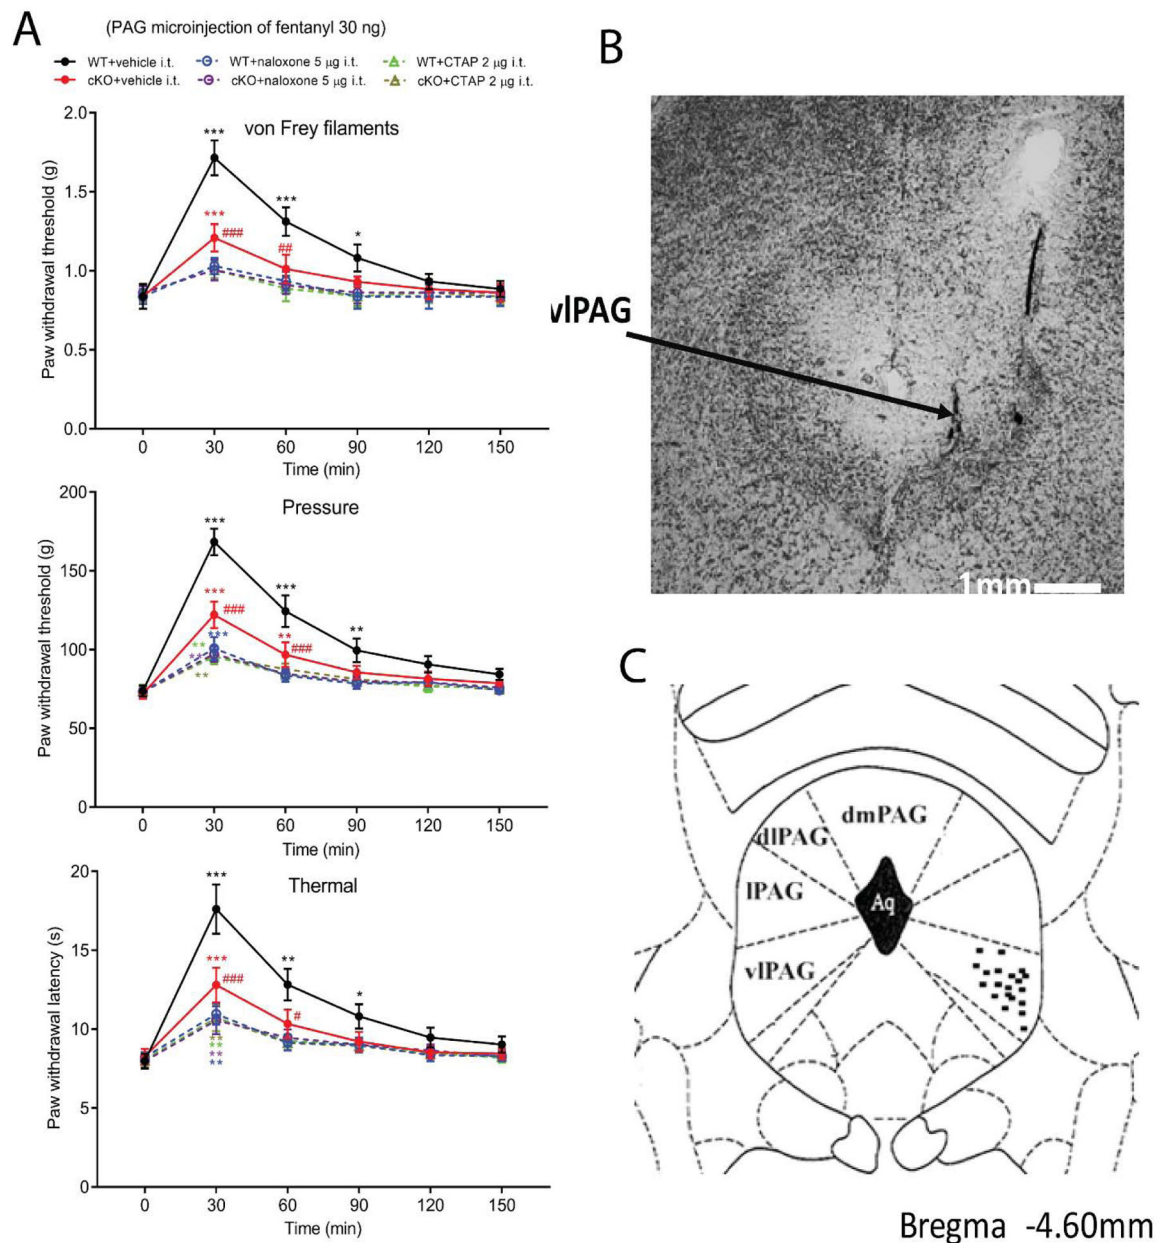 A
(PAG microinjection of fentanyl 30 ng)
WT+vehicle i.t.
WT+naloxone 5 μg i.t.
WT+CTAP 2 μg i.t.
cKO+vehicle i.t.
cKO+naloxone 5 μg i.t.
cKO+CTAP 2 μg i.t.
von Frey filaments
Paw withdrawal threshold (g)
2.0
1.5
1.0
0.5
0.0
***
***
*
***
###
##
0 30 60 90 120 150
Time (min)
Pressure
Paw withdrawal threshold (g)
200
150
100
50
0
***
***
**
***
###
**
###
***
**
**
**
0 30 60 90 120 150
Time (min)
Thermal
Paw withdrawal latency (s)
20
15
10
5
0
***
**
*
***
###
#
**
**
**
**
0 30 60 90 120 150
Time (min)
B
vlPAG
1mm
C
dmPAG
dlPAG
lPAG
Aq
vlPAG
Bregma -4.60mm